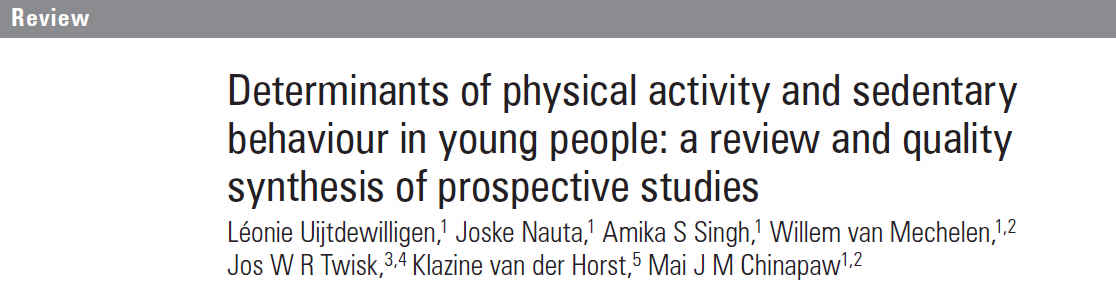 Review
Determinants of physical activity and sedentary
behaviour in young people: a review and quality
synthesis of prospective studies
Léonie Uijtdewilligen,1 Joske Nauta,1 Amika S Singh,1 Willem van Mechelen,1,2
Jos W R Twisk,3,4 Klazine van der Horst,5 Mai J M Chinapaw1,2